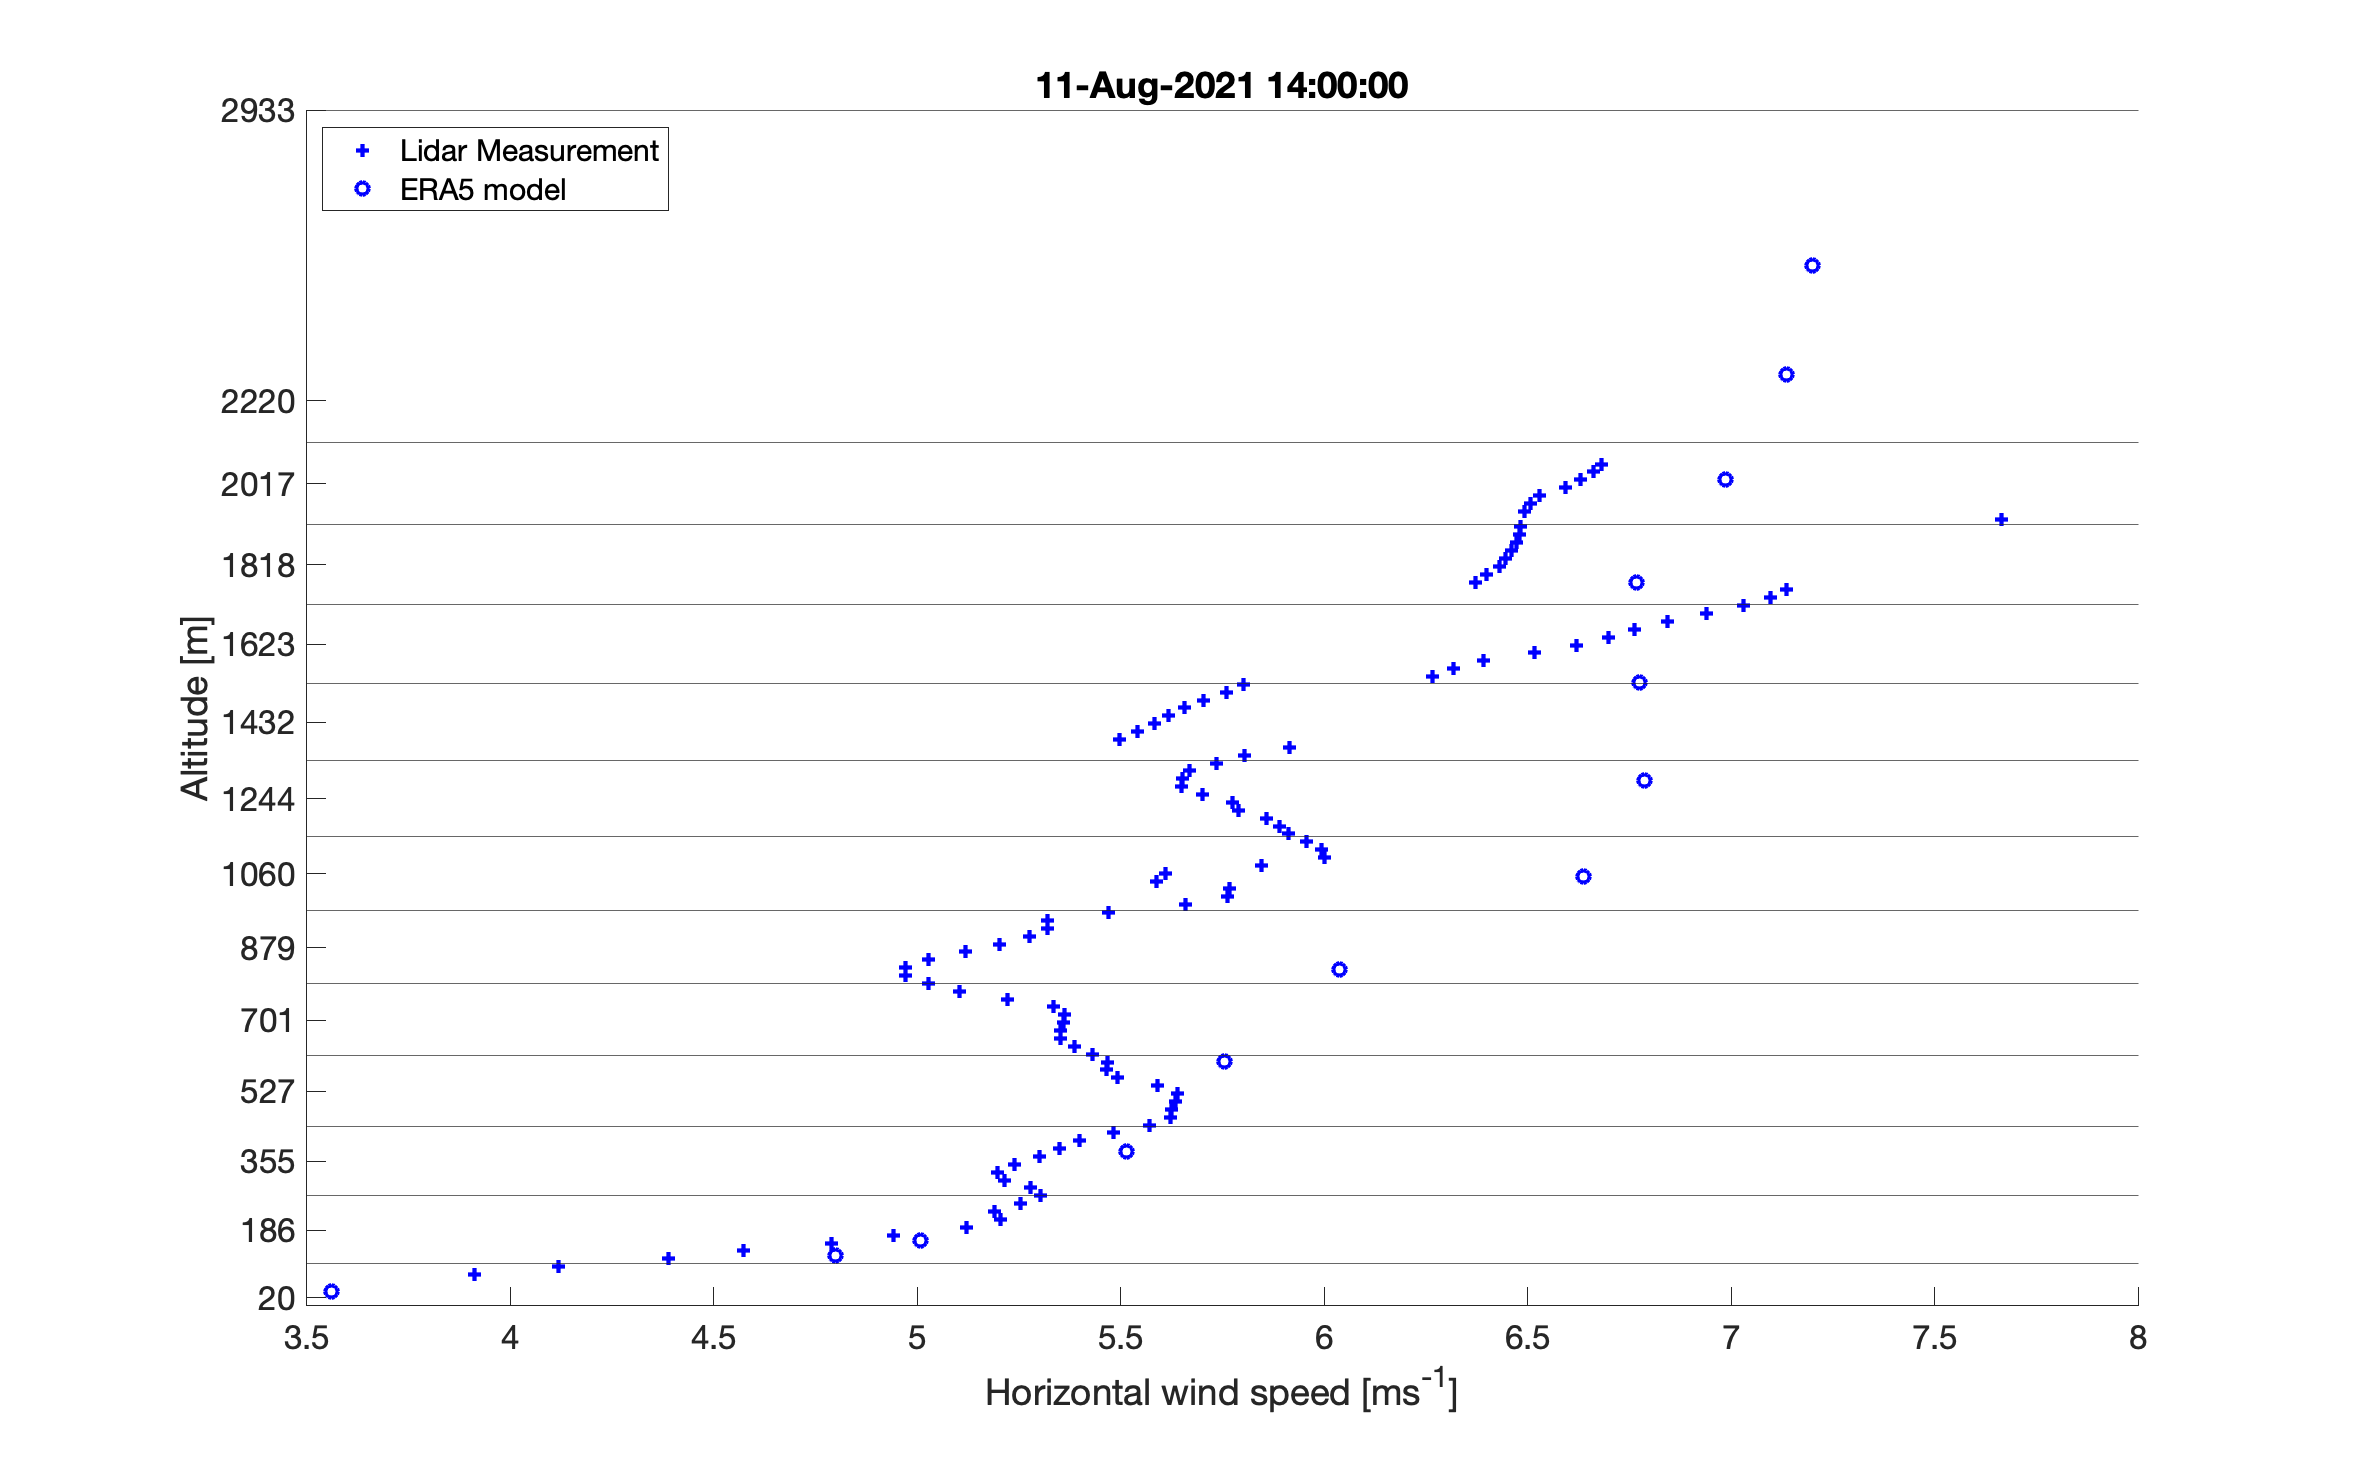 11-Aug-2021 14:00:00
2933
Lidar Measurement
ERA5 model
2220
2017
1818
1623
1432
1244
1060
879
701
527
355
186
20
Altitude [m]
3.5 4 4.5 5 5.5 6 6.5 7 7.5 8
Horizontal wind speed [ms⁻¹]